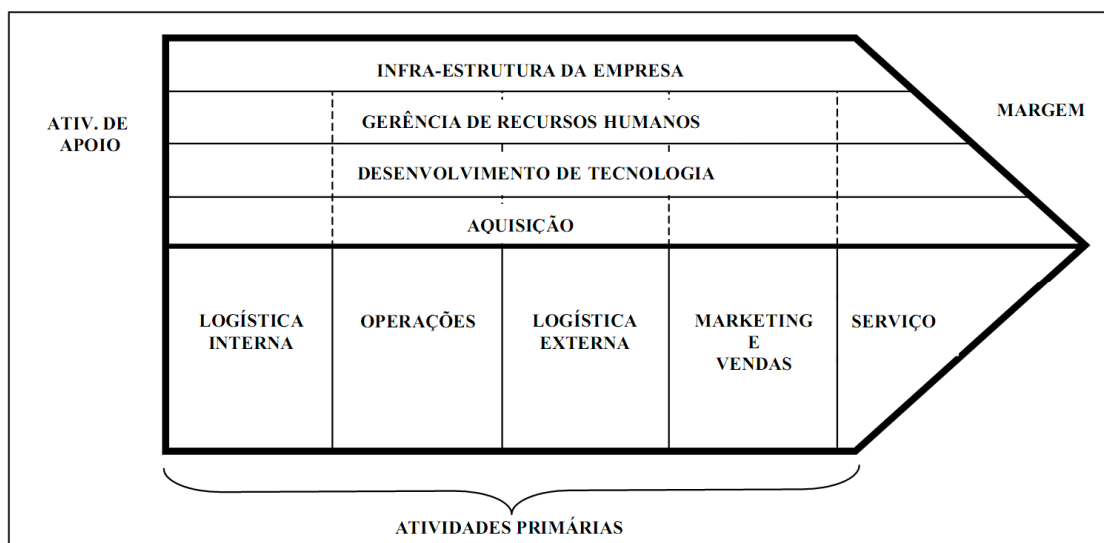 INFRA-ESTRUTURA DA EMPRESA
MARGEM
ATIV. DE
APOIO
GERÊNCIA DE RECURSOS HUMANOS
DESENVOLVIMENTO DE TECNOLOGIA
AQUISIÇÃO
LOGÍSTICA
INTERNA
OPERAÇÕES
LOGÍSTICA
EXTERNA
MARKETING
E
VENDAS
SERVIÇO
ATIVIDADES PRIMÁRIAS